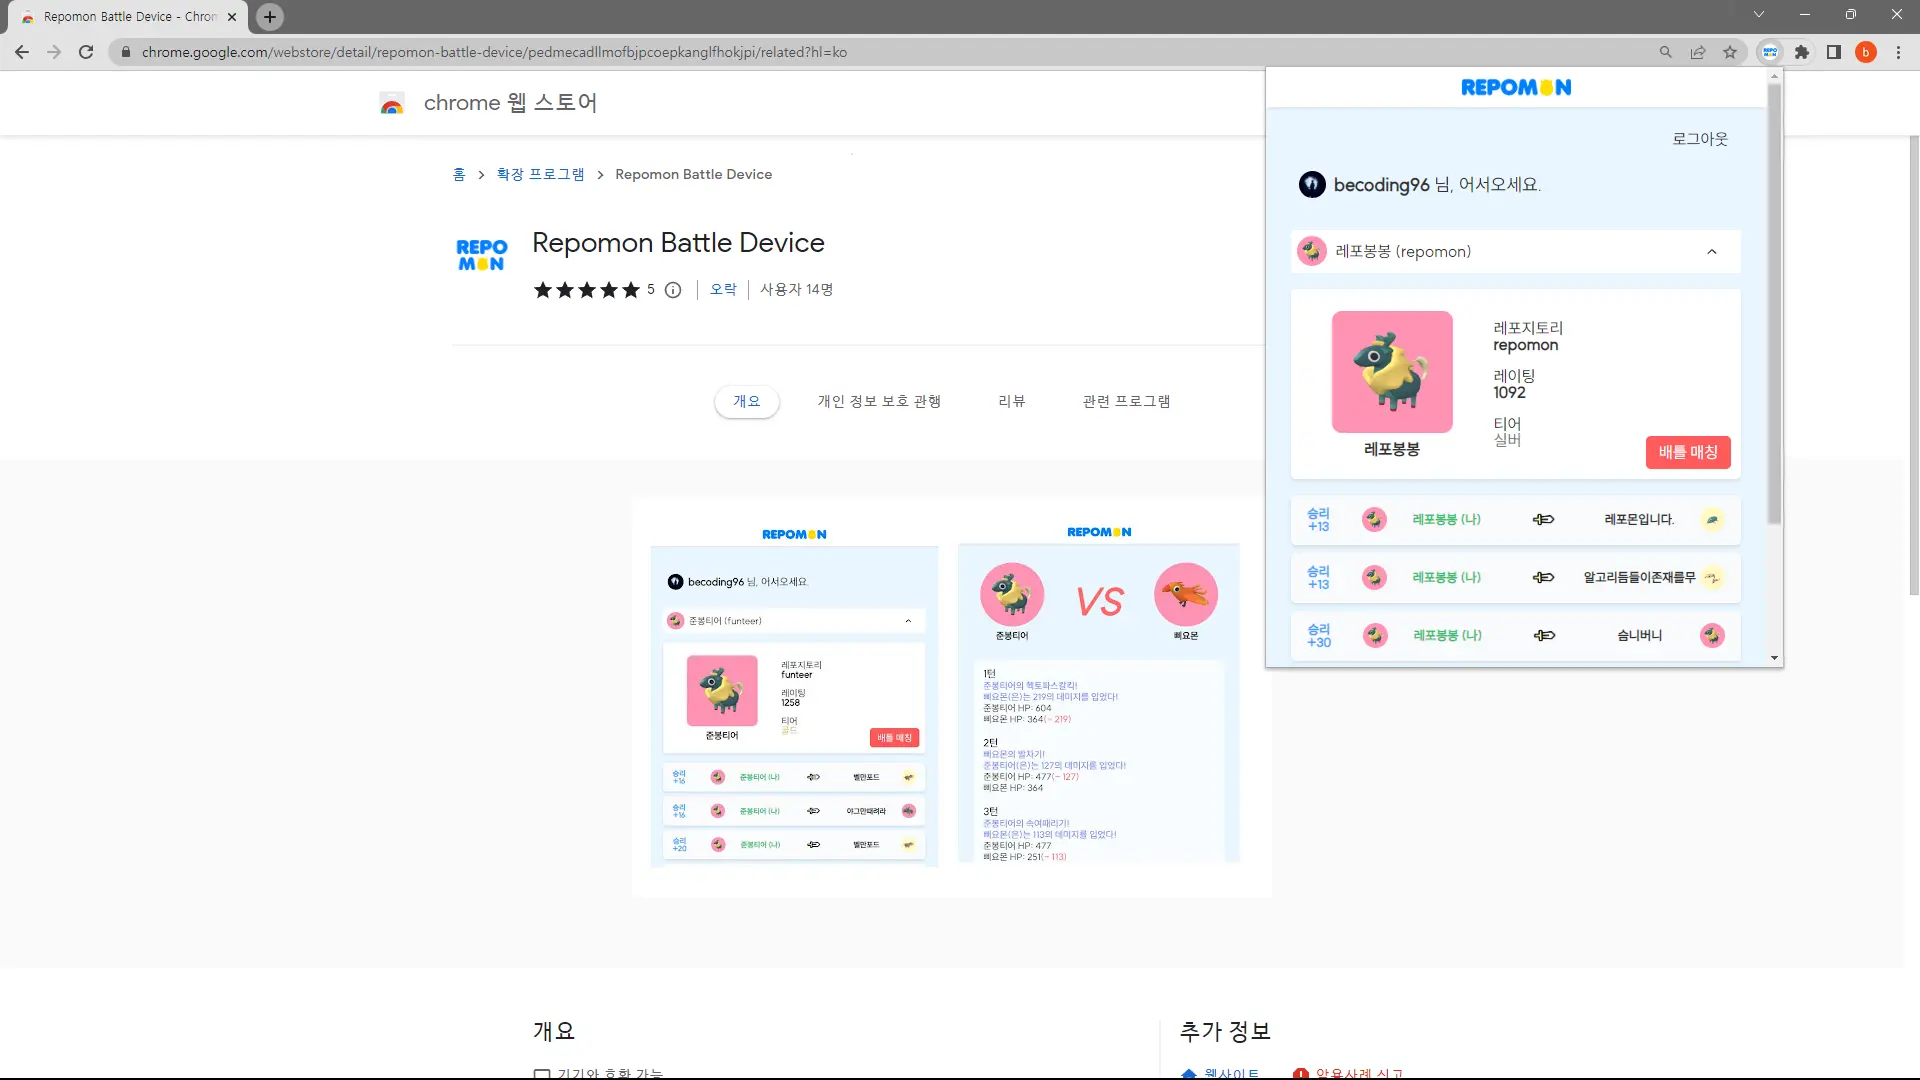 Repomon Battle Device - Chron
chrome.google.com/webstore/detail/repomon-battle-device/pedmecadllmofbjpcoepkanglfhokjpi/related?hl=ko
REPO
MON
b
chrome 웹 스토어
홈 > 확장 프로그램 > Repomon Battle Device
REPO
MON
Repomon Battle Device
5 오락 사용자 14명
개요 개인 정보 보호 관행 리뷰 관련 프로그램
REPOMON
becoding96 님, 어서오세요.
준봉티어 (funteer)
준봉티어
레포지토리
funteer
레이팅
1258
티어
골드
배틀 매칭
승리
+16
준봉티어 (나)
벨만포드
승리
+16
준봉티어 (나)
야그만때려라
승리
+20
준봉티어 (나)
벨만포드
REPOMON
준봉티어
VS
삐요몬
1턴
준봉티어의 헥토파스칼킥!
삐요몬(은)는 219의 데미지를 입었다!
준봉티어 HP: 604
삐요몬 HP: 364(- 219)
2턴
삐요몬의 발차기!
준봉티어(은)는 127의 데미지를 입었다!
준봉티어 HP: 477(- 127)
삐요몬 HP: 364
3턴
준봉티어의 속여때리기!
삐요몬(은)는 113의 데미지를 입었다!
준봉티어 HP: 477
삐요몬 HP: 251(- 113)
REPOMON
로그아웃
becoding96 님, 어서오세요.
레포봉봉 (repomon)
레포봉봉
레포지토리
repomon
레이팅
1092
티어
실버
배틀 매칭
승리
+13
레포봉봉 (나)
레포몬입니다.
승리
+13
레포봉봉 (나)
알고리듬들이존재를무
승리
+30
레포봉봉 (나)
슴니버니
개요
기기와 호환 가능
추가 정보
웹사이트
악용사례 신고